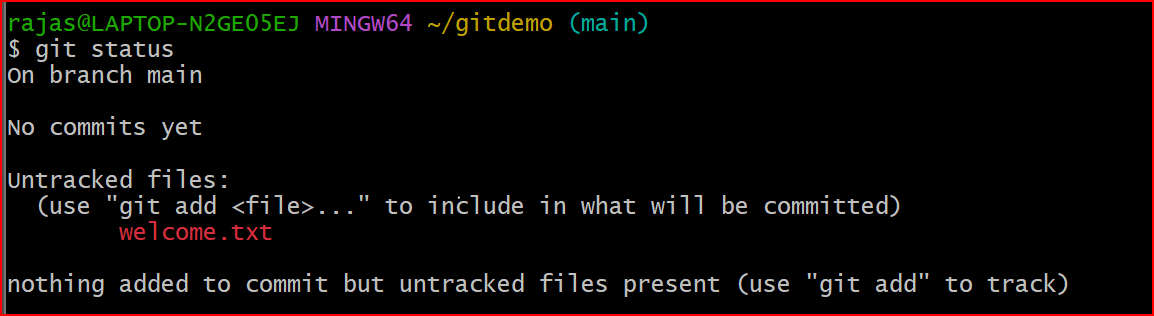 rajas@LAPTOP-N2GEO5EJ MINGW64 ~/gitdemo (main)
$ git status
On branch main
No commits yet
Untracked files:
(use "git add <file>..." to include in what will be committed)
welcome.txt
nothing added to commit but untracked files present (use "git add" to track)